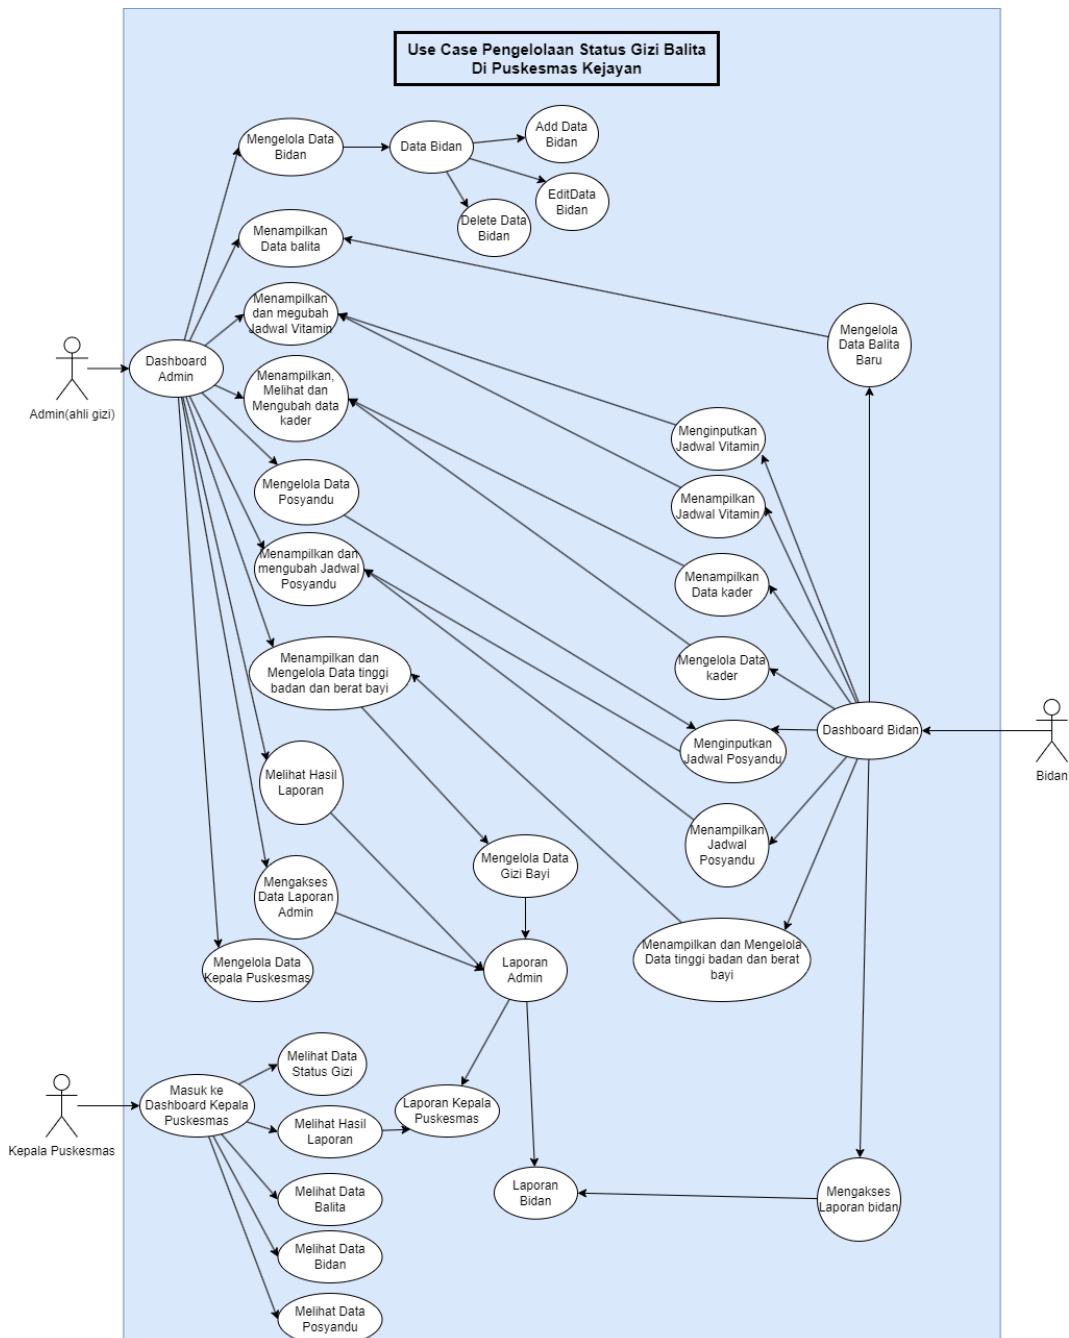 Use Case Pengelolaan Status Gizi Balita
Di Puskesmas Kejayan
Mengelola Data
Bidan
Data Bidan
Add Data
Bidan
EditData
Bidan
Delete Data
Bidan
Menampilkan
Data balita
Menampilkan
dan megubah
Jadwal Vitamin
Mengelola
Data Balita
Baru
Dashboard
Admin
Admin(ahli gizi)
Menampilkan,
Melihat dan
Mengubah data
kader
Menginputkan
Jadwal Vitamin
Mengelola Data
Posyandu
Menampilkan
Jadwal Vitamin
Menampilkan dan
mengubah Jadwal
Posyandu
Menampilkan
Data kader
Menampilkan dan
Mengelola Data tinggi
badan dan berat bayi
Mengelola Data
kader
Dashboard Bidan
Bidan
Menginputkan
Jadwal Posyandu
Melihat Hasil
Laporan
Menampilkan
Jadwal
Posyandu
Mengelola Data
Gizi Bayi
Mengakses
Data Laporan
Admin
Menampilkan dan Mengelola
Data tinggi badan dan berat
bayi
Mengelola Data
Kepala Puskesmas
Laporan
Admin
Melihat Data
Status Gizi
Masuk ke
Dashboard Kepala
Puskesmas
Kepala Puskesmas
Laporan Kepala
Puskesmas
Melihat Hasil
Laporan
Melihat Data
Balita
Laporan
Bidan
Mengakses
Laporan bidan
Melihat Data
Bidan
Melihat Data
Posyandu